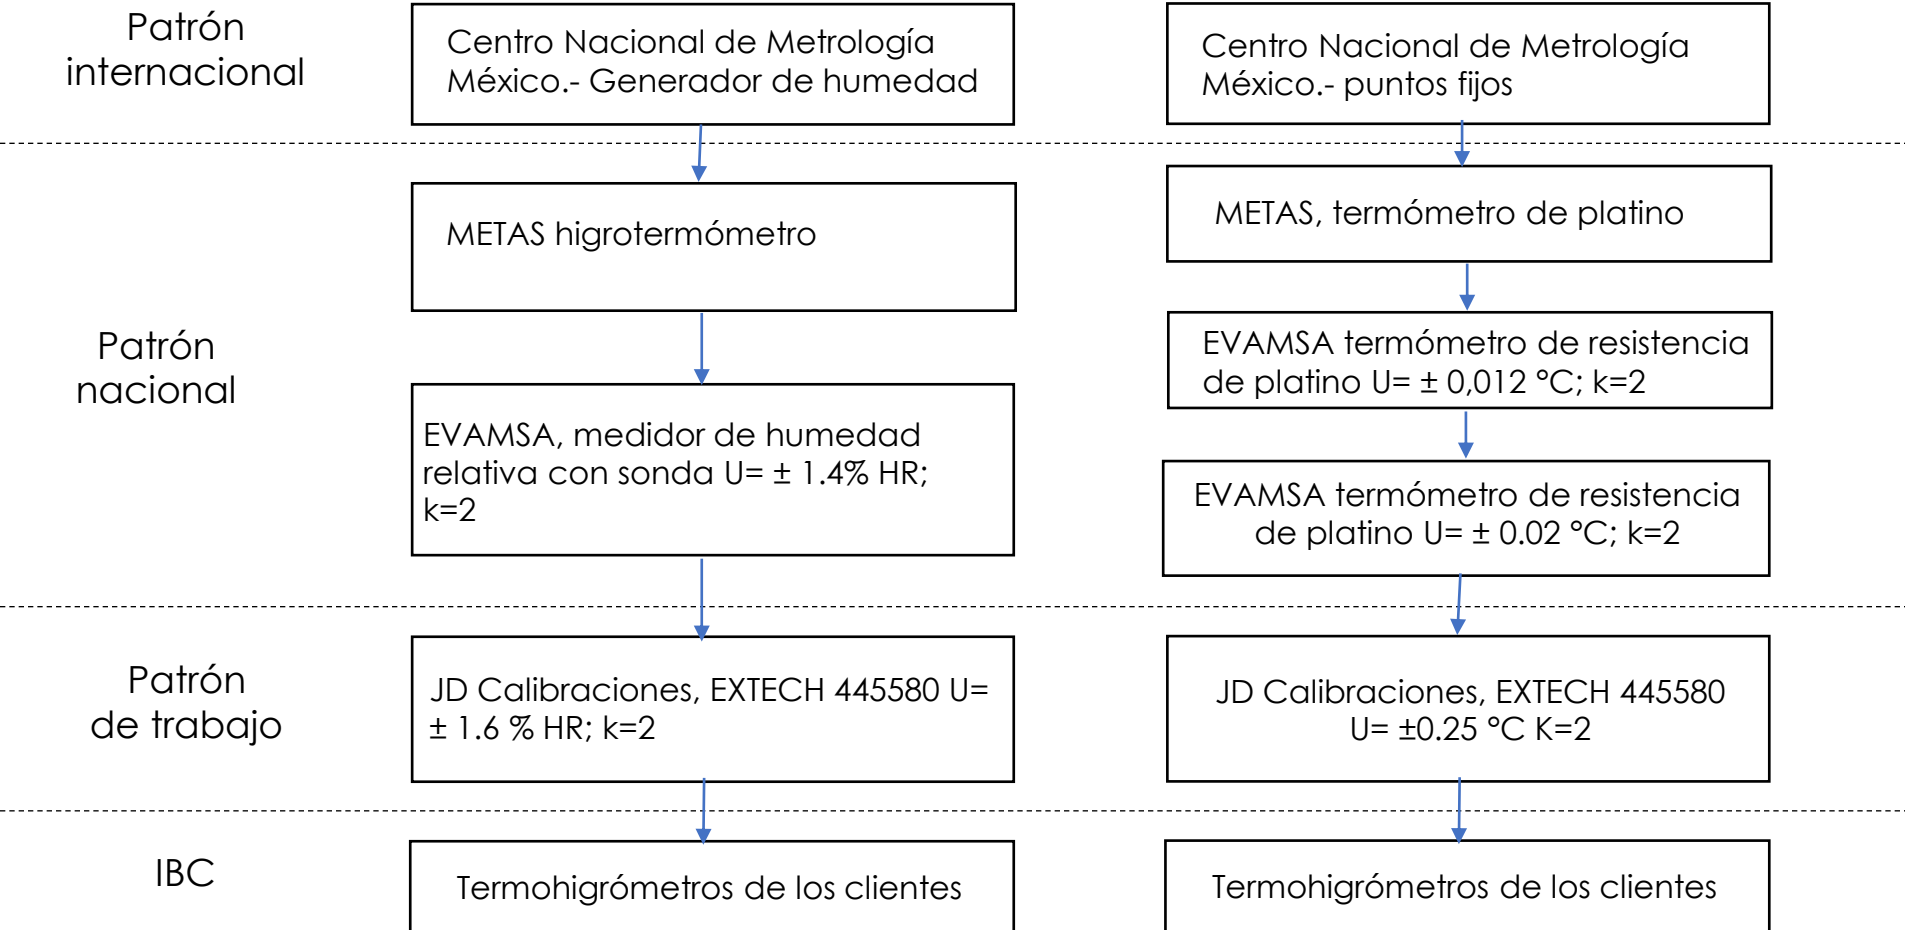 Patrón
internacional
Centro Nacional de Metrología
México.- Generador de humedad
Centro Nacional de Metrología
México.- puntos fijos
Patrón
nacional
METAS higrotermómetro
METAS, termómetro de platino
EVAMSA termómetro de resistencia
de platino U= ± 0,012 °C; k=2
EVAMSA, medidor de humedad
relativa con sonda U= ± 1.4% HR;
k=2
EVAMSA termómetro de resistencia
de platino U= ± 0.02 °C; k=2
Patrón
de trabajo
JD Calibraciones, EXTECH 445580 U=
± 1.6 % HR; k=2
JD Calibraciones, EXTECH 445580
U= ±0.25 °C K=2
IBC
Termohigrómetros de los clientes
Termohigrómetros de los clientes